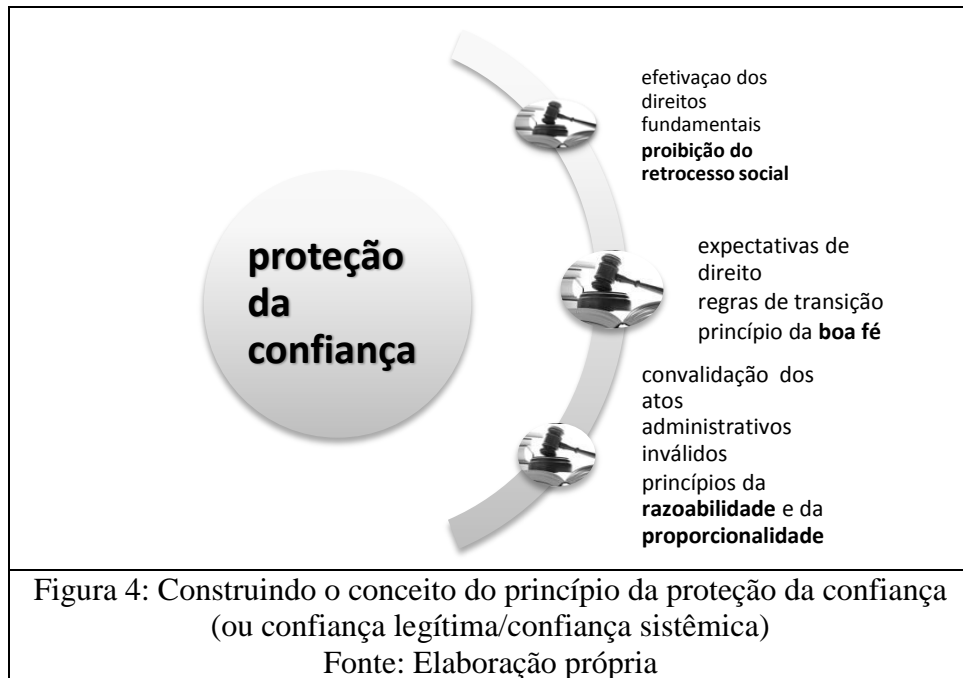 proteção
da
confiança
efetivaçao dos
direitos
fundamentais
proibição do
retrocesso social
expectativas de
direito
regras de transição
princípio da boa fé
convalidação dos
atos
administrativos
inválidos
princípios da
razoabilidade e da
proporcionalidade
Figura 4: Construindo o conceito do princípio da proteção da confiança
(ou confiança legítima/confiança sistêmica)
Fonte: Elaboração própria